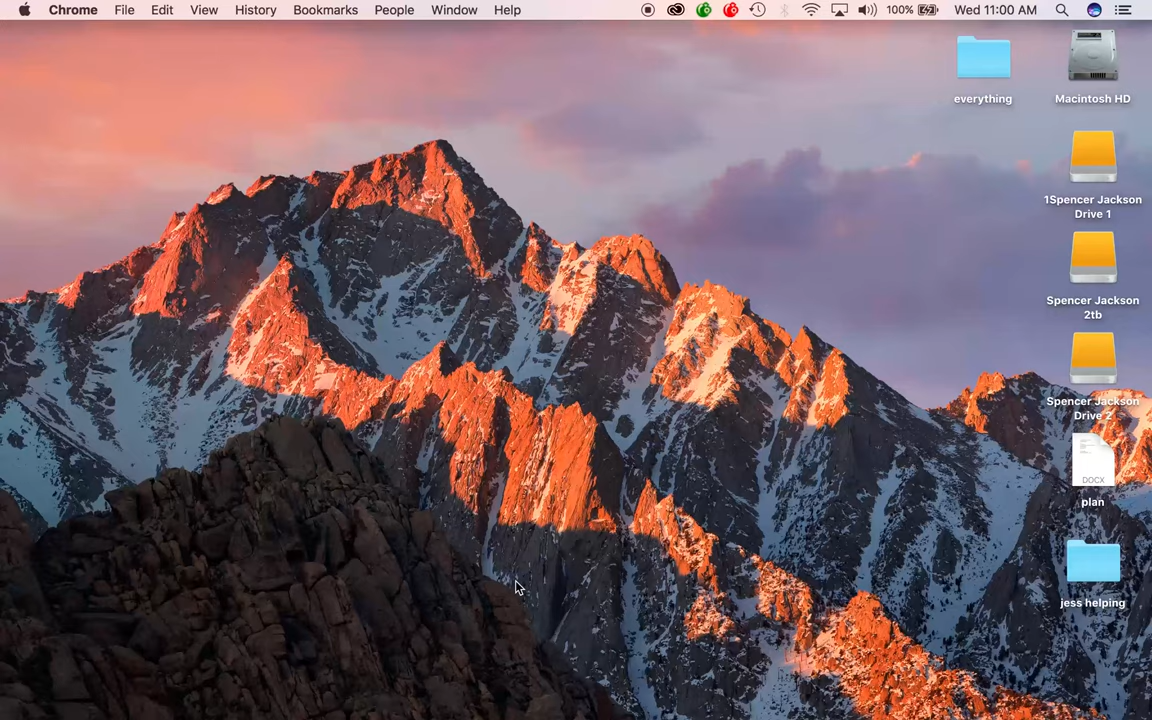 Chrome File Edit View History Bookmarks People Window Help 100% Wed 11:00 AM
everything
Macintosh HD
1Spencer Jackson
Drive 1
Spencer Jackson
2tb
Spencer Jackson
Drive 2
DOCX
plan
jess helping